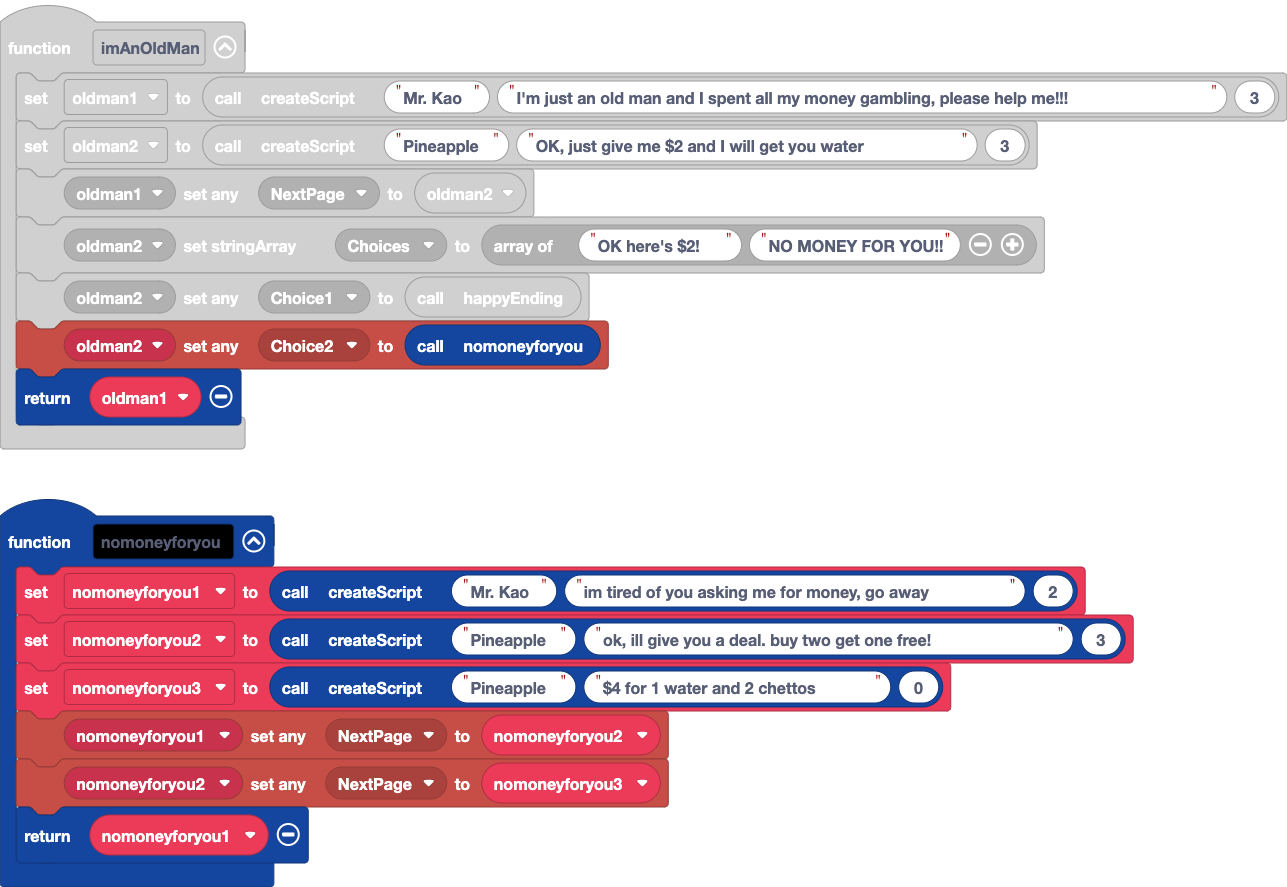 function imAnOldMan
set oldman1 to call createScript "Mr. Kao" "I'm just an old man and I spent all my money gambling, please help me!!!" 3
set oldman2 to call createScript "Pineapple" "OK, just give me $2 and I will get you water" 3
oldman1 set any NextPage to oldman2
oldman2 set stringArray Choices to array of "OK here's $2!" "NO MONEY FOR YOU!!"
oldman2 set any Choice1 to call happyEnding
oldman2 set any Choice2 to call nomoneyforyou
return oldman1
function nomoneyforyou
set nomoneyforyou1 to call createScript "Mr. Kao" "im tired of you asking me for money, go away" 2
set nomoneyforyou2 to call createScript "Pineapple" "ok, ill give you a deal. buy two get one free!" 3
set nomoneyforyou3 to call createScript "Pineapple" "$4 for 1 water and 2 chettos" 0
nomoneyforyou1 set any NextPage to nomoneyforyou2
nomoneyforyou2 set any NextPage to nomoneyforyou3
return nomoneyforyou1